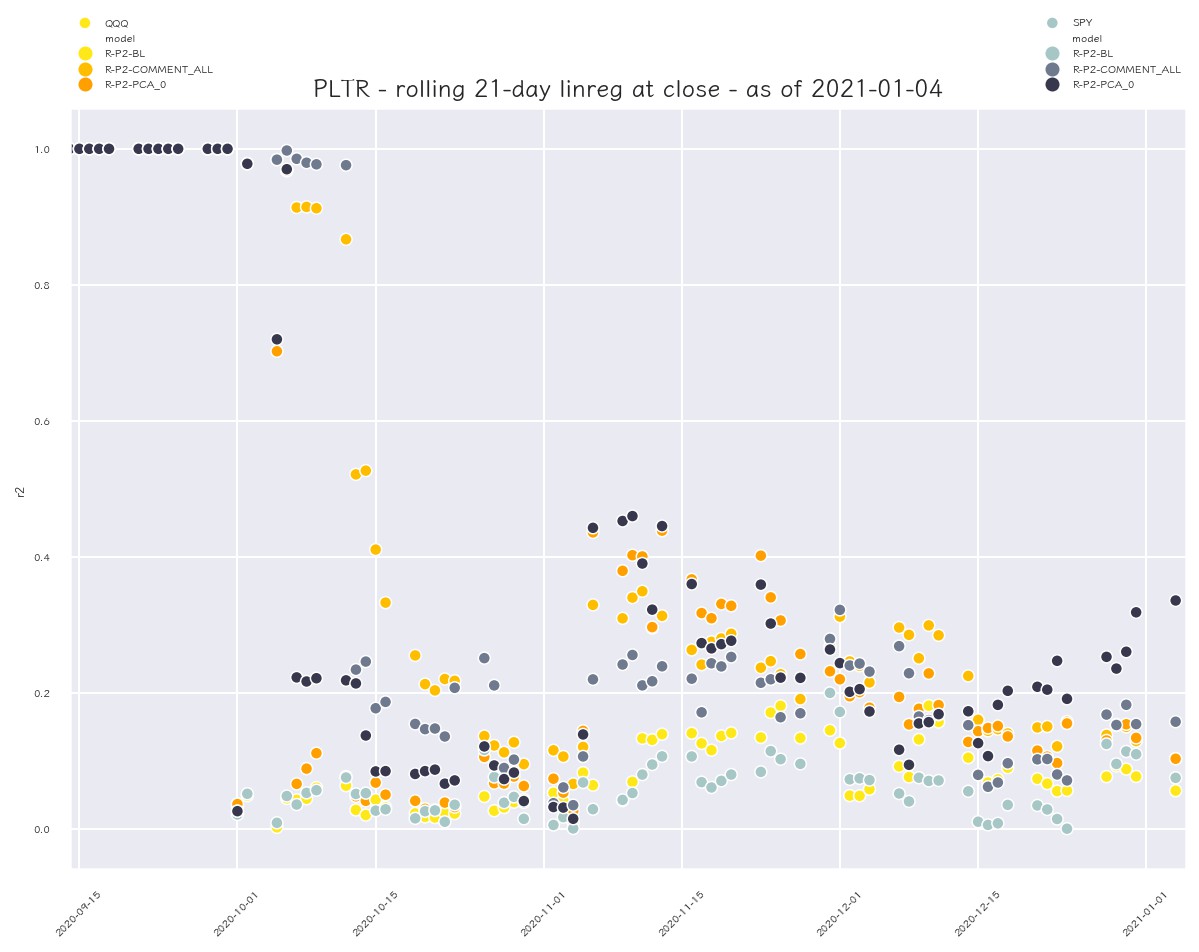 QQQ
model
R-P2-BL
R-P2-COMMENT_ALL
R-P2-PCA_0
SPY
model
R-P2-BL
R-P2-COMMENT_ALL
R-P2-PCA_0
PLTR - rolling 21-day linreg at close - as of 2021-01-04
1.0
0.8
0.6
0.4
0.2
0.0
r2
2020-09-15
2020-10-01
2020-10-15
2020-11-01
2020-11-15
2020-12-01
2020-12-15
2021-01-01